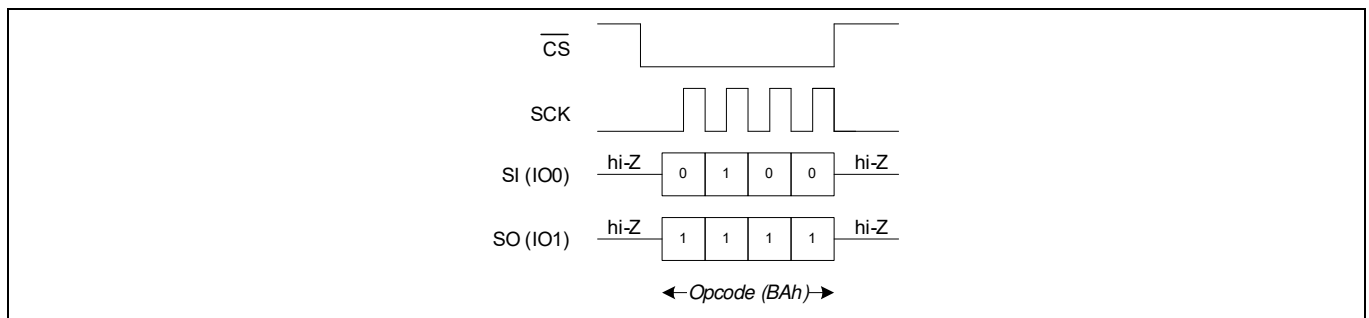 CS
SCK
SI (IO0) hi-Z 0 1 0 0 hi-Z
SO (IO1) hi-Z 1 1 1 1 hi-Z
Opcode (BAh)